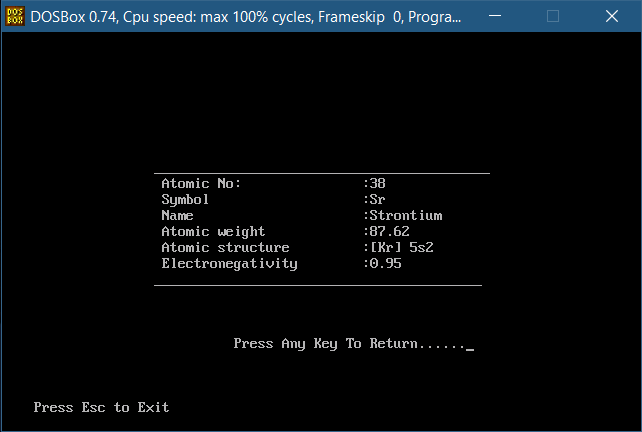 DOSBox 0.74, Cpu speed: max 100% cycles, Frameskip  0, Progra...
Atomic No: :38
Symbol :Sr
Name :Strontium
Atomic weight :87.62
Atomic structure :[Kr] 5s2
Electronegativity :0.95
Press Any Key To Return......_
Press Esc to Exit